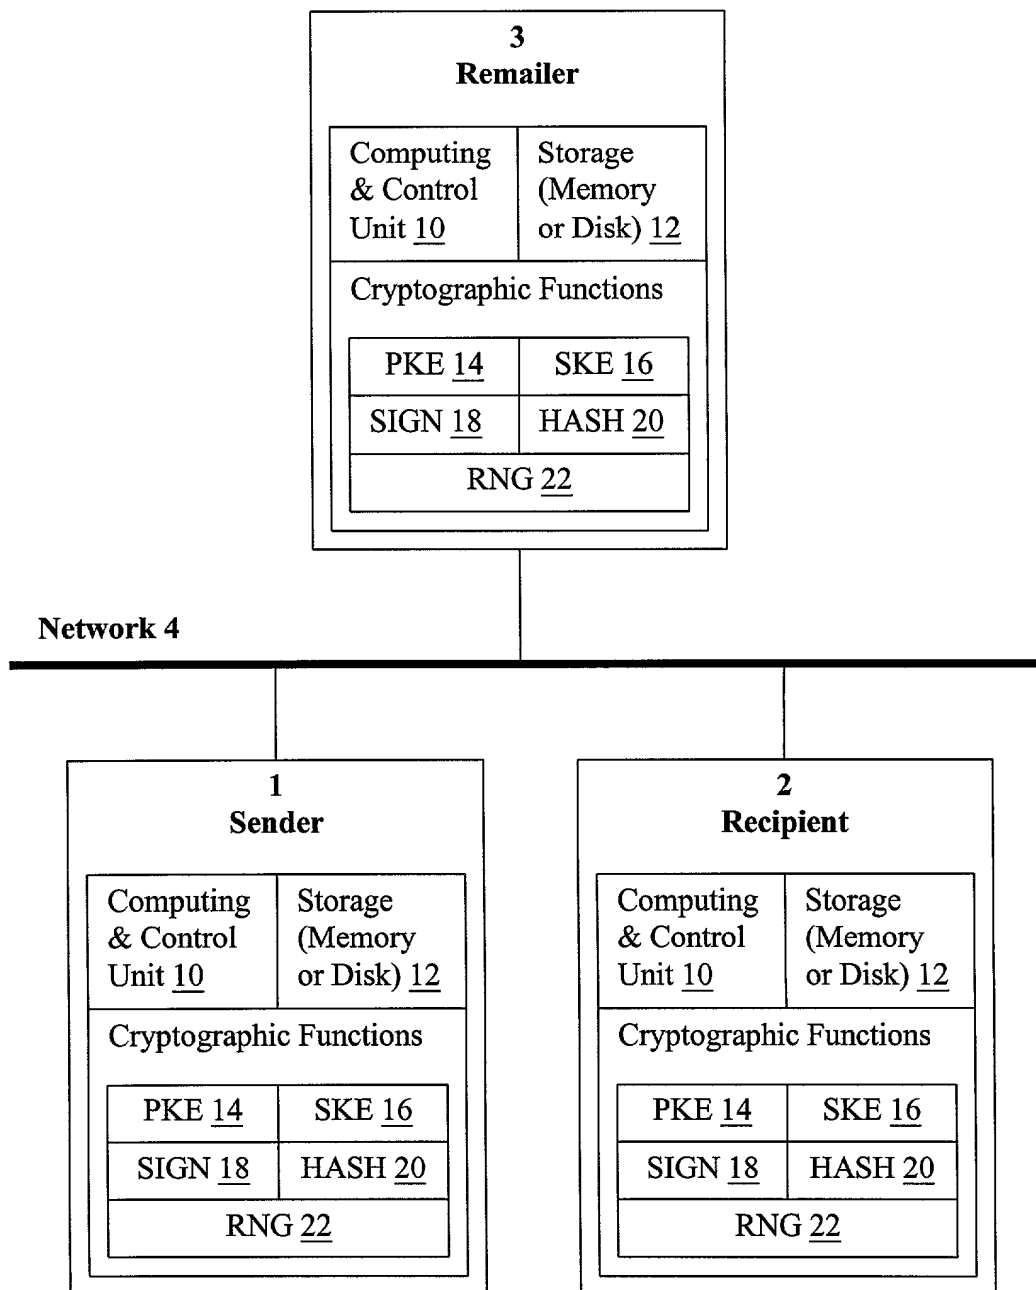 3
Remailer
Computing
& Control
Unit 10
Storage
(Memory
or Disk) 12
Cryptographic Functions
PKE 14
SKE 16
SIGN 18
HASH 20
RNG 22
Network 4
1
Sender
Computing
& Control
Unit 10
Storage
(Memory
or Disk) 12
Cryptographic Functions
PKE 14
SKE 16
SIGN 18
HASH 20
RNG 22
2
Recipient
Computing
& Control
Unit 10
Storage
(Memory
or Disk) 12
Cryptographic Functions
PKE 14
SKE 16
SIGN 18
HASH 20
RNG 22